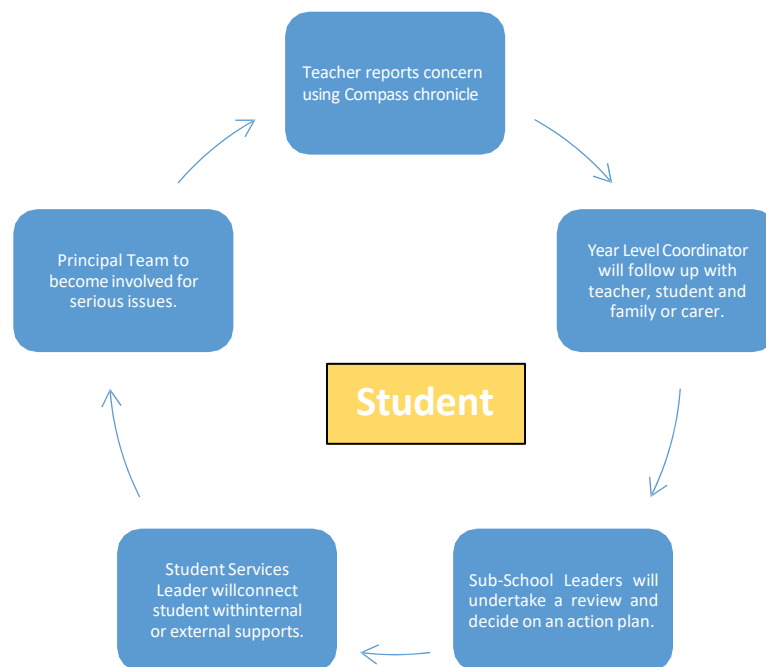 Teacher reports concern
using Compass chronicle
Year Level Coordinator
will follow up with
teacher, student and
family or carer.
Sub-School Leaders will
undertake a review and
decide on an action plan.
Student Services
Leader willconnect
student withinternal
or external supports.
Principal Team to
become involved for
serious issues.
Student